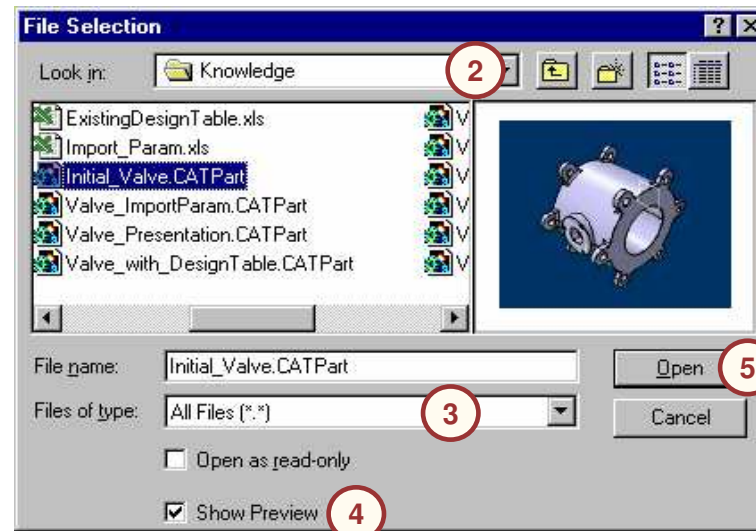 File Selection
Look in: Knowledge 2
ExistingDesignTable.xls V
Import_Param.xls V
Initial_Valve.CATPart V
Valve_ImportParam.CATPart V
Valve_Presentation.CATPart V
Valve_with_DesignTable.CATPart V
File name: Initial_Valve.CATPart Open 5
Files of type: All Files (*.*) 3 Cancel
Open as read-only
Show Preview 4